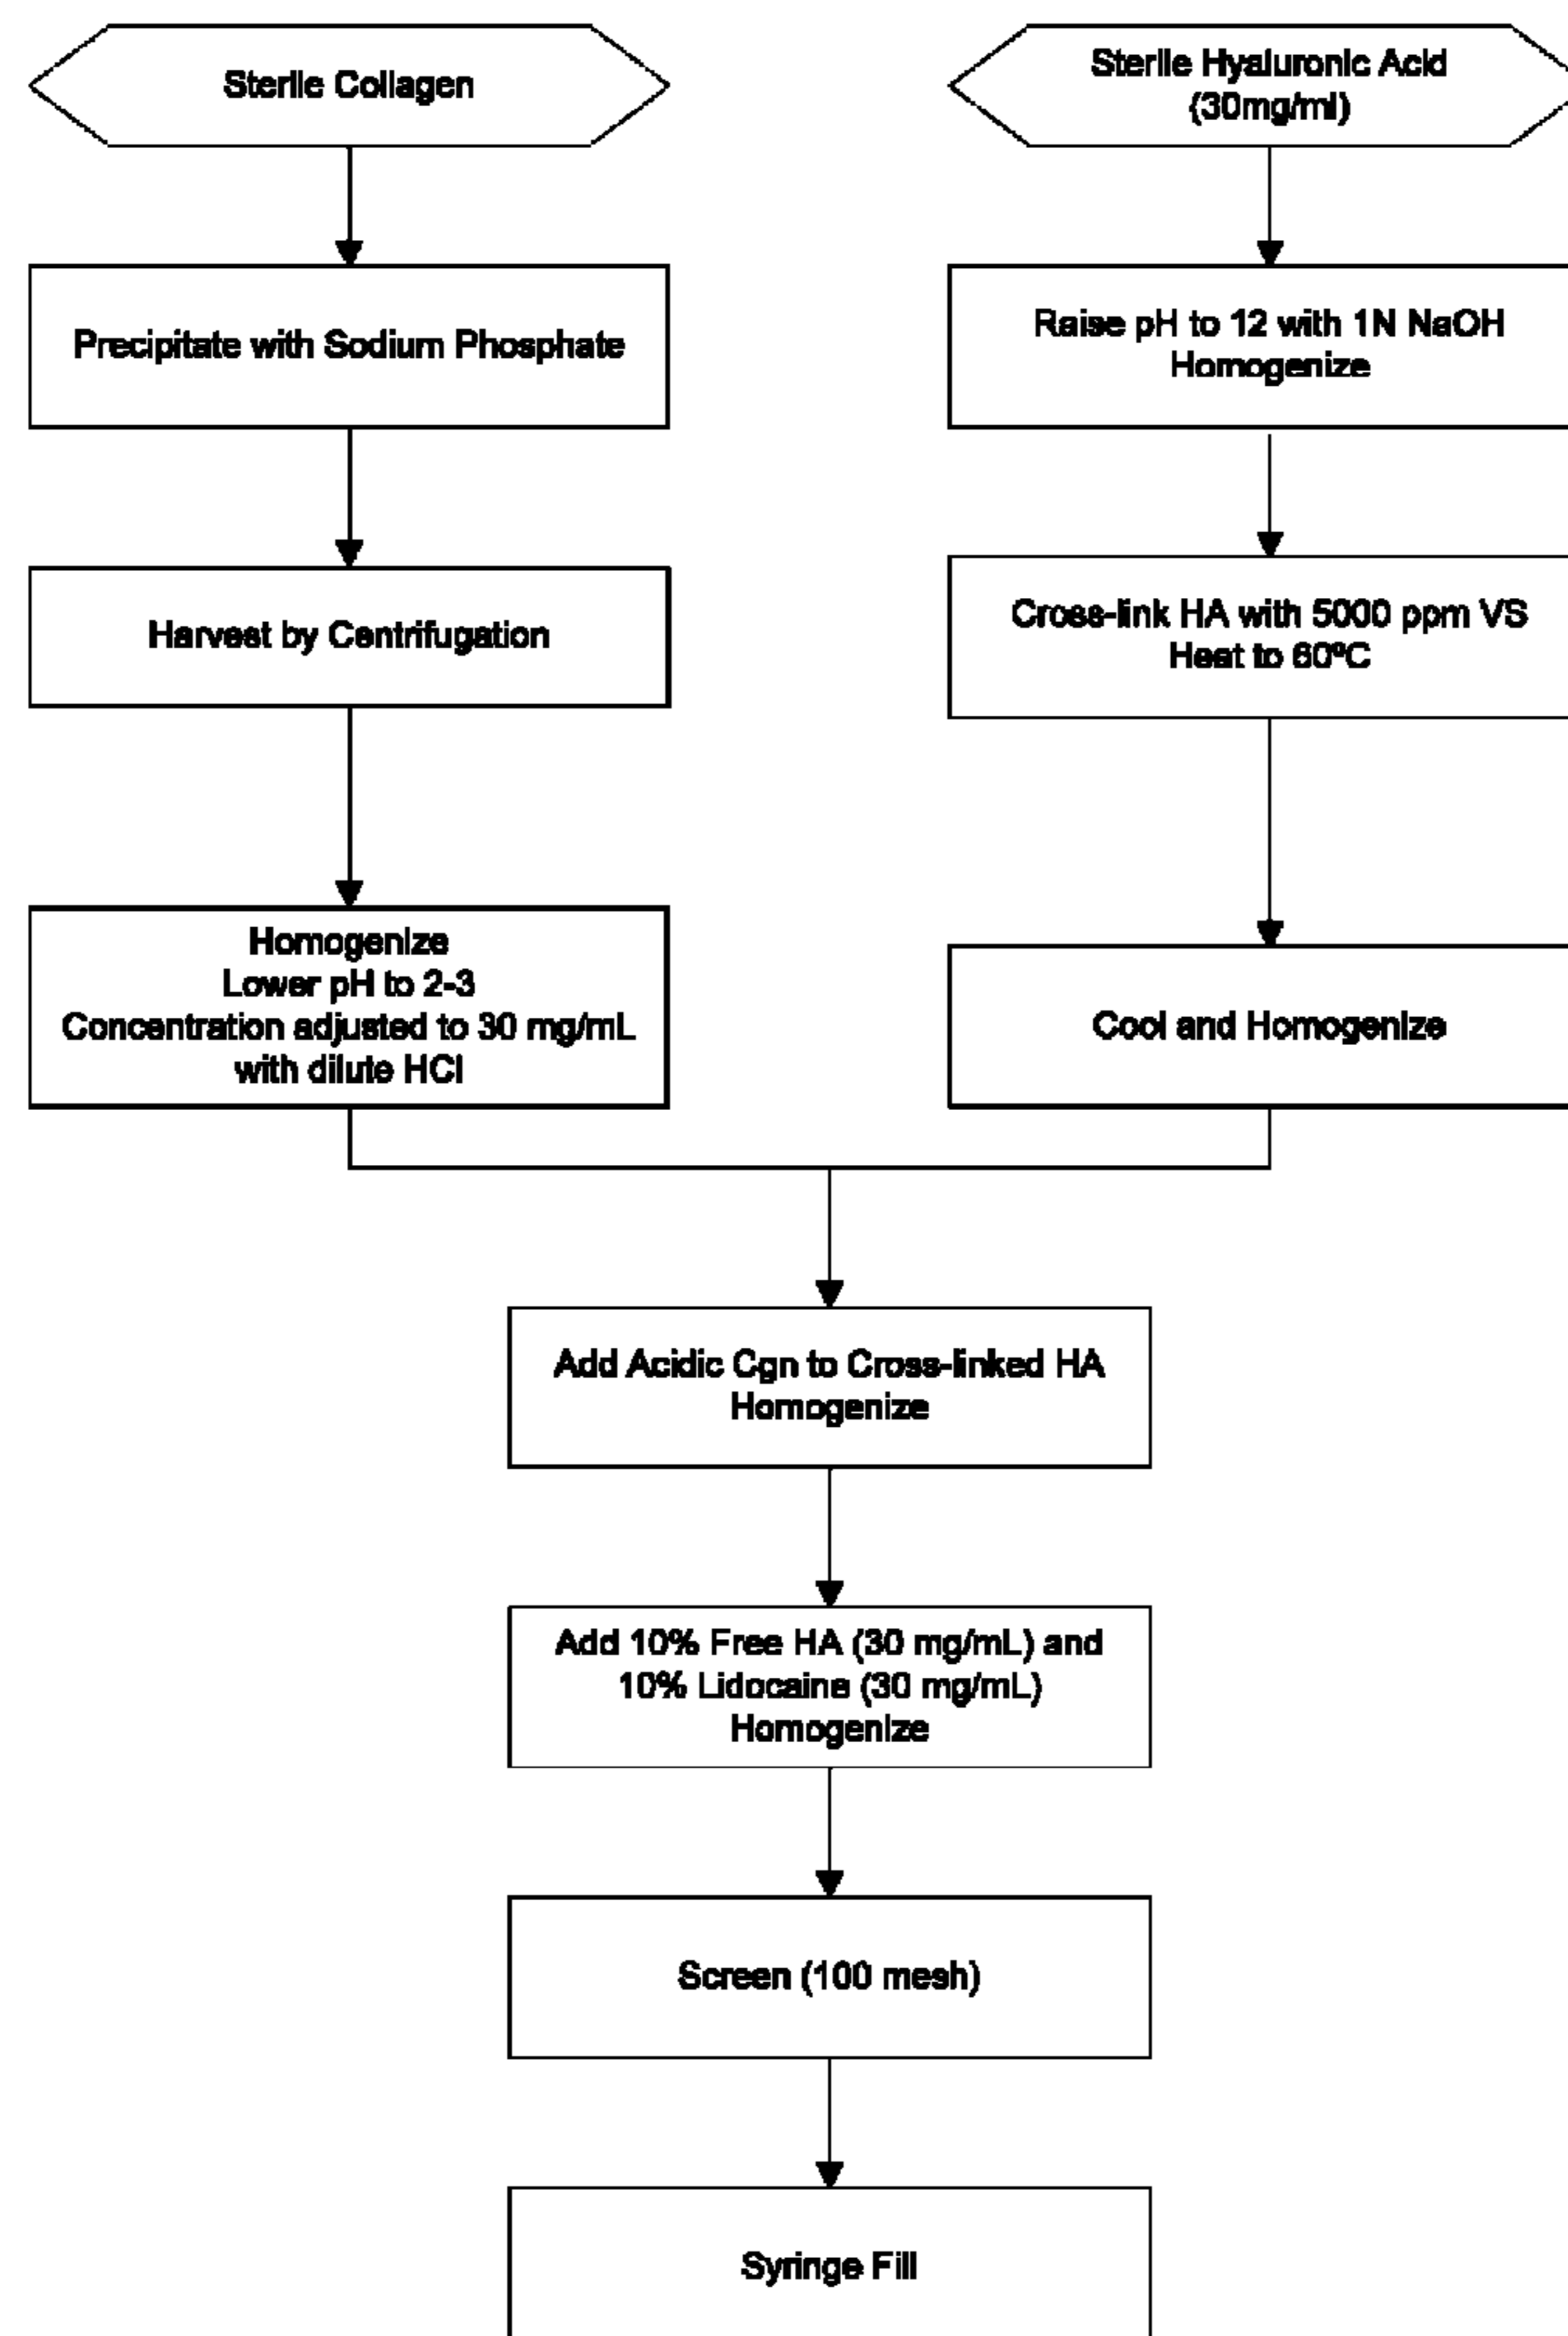 Sterile Collagen
Precipitate with Sodium Phosphate
Harvest by Centrifugation
Homogenize
Lower pH to 2-3
Concentration adjusted to 30 mg/mL
with dilute HCl
Sterile Hyaluronic Acid
(30mg/ml)
Raise pH to 12 with 1N NaOH
Homogenize
Cross-link HA with 5000 ppm VS
Heat to 60ºC
Cool and Homogenize
Add Acidic Cgn to Cross-linked HA
Homogenize
Add 10% Free HA (30 mg/mL) and
10% Lidocaine (30 mg/mL)
Homogenize
Screen (100 mesh)
Syringe Fill